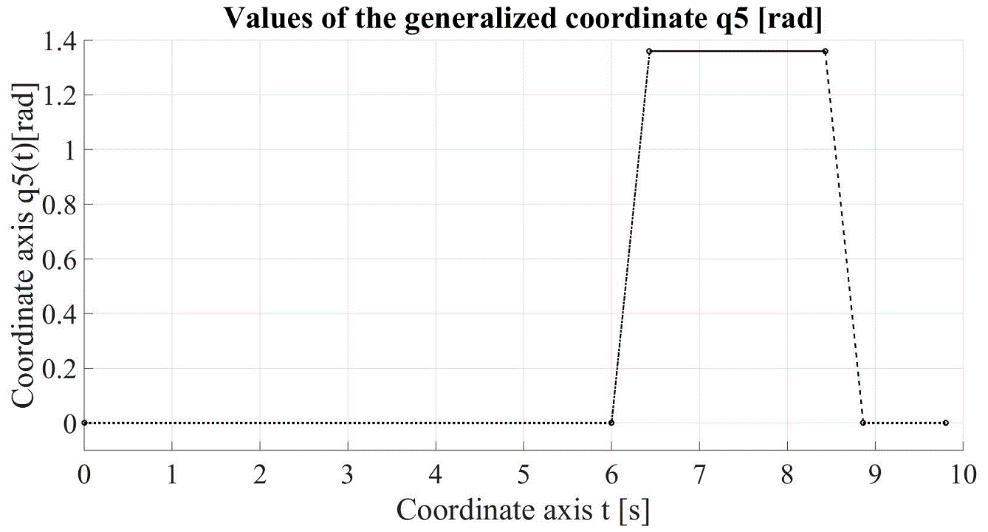 Values of the generalized coordinate q5 [rad]
Coordinate axis q5(t)[rad]
1.4
1.2
1
0.8
0.6
0.4
0.2
0
0 1 2 3 4 5 6 7 8 9 10
Coordinate axis t [s]